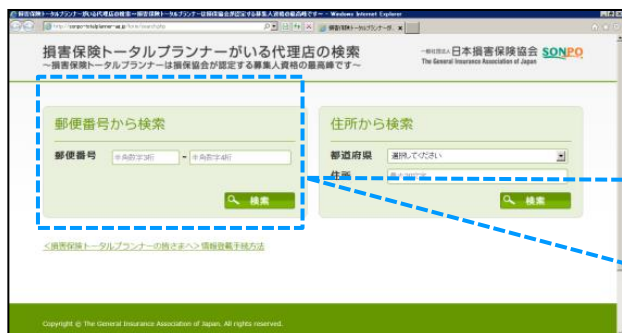 損害保険トータルプランナーがいる代理店の検索
～損害保険トータルプランナーは損保協会が認定する募集人資格の最高峰です～
一般社団法人日本損害保険協会 SONPO
The General Insurance Association of Japan
郵便番号から検索
郵便番号 半角数字3桁 - 半角数字4桁
検索
住所から検索
都道府県 選択してください
住所
検索
<損害保険トータルプランナーの皆さまへ>情報登載手続方法
Copyright © The General Insurance Association of Japan. All rights reserved.